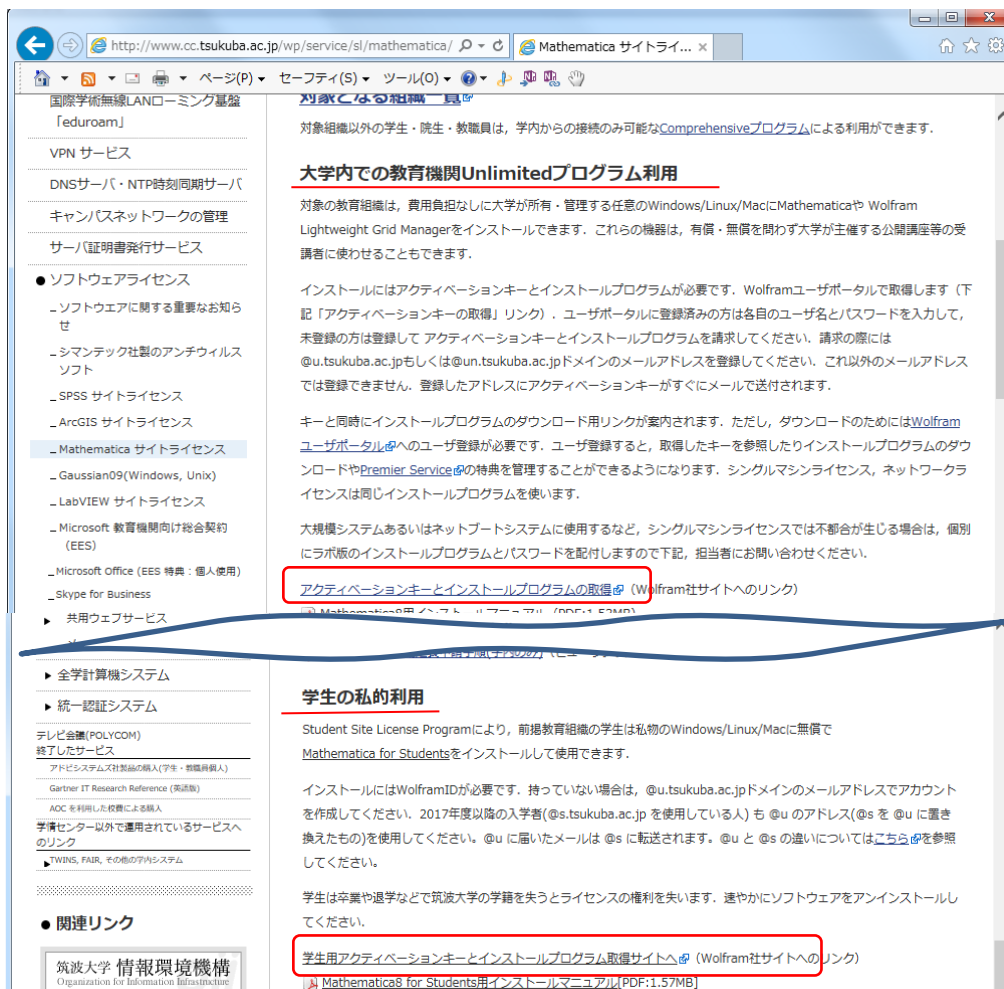 http://www.cc.tsukuba.ac.jp/wp/service/sl/mathematica/
Mathematica サイトライ...
ページ(P)
セーフティ(S)
ツール(O)
国際学術無線LANローミング基盤
「eduroam」
VPN サービス
DNSサーバ・NTP時刻同期サーバ
キャンパスネットワークの管理
サーバ証明書発行サービス
● ソフトウェアライセンス
ソフトウエアに関する重要なお知ら
せ
シマンテック社製のアンチウィルス
ソフト
SPSS サイトライセンス
ArcGIS サイトライセンス
Mathematica サイトライセンス
Gaussian09(Windows, Unix)
LabVIEW サイトライセンス
Microsoft 教育機関向け総合契約
(EES)
Microsoft Office (EES 特典：個人使用)
Skype for Business
共用ウェブサービス
全学計算機システム
統一認証システム
テレビ会議(POLYCOM)
終了したサービス
アドビシステムズ社製品の購入(学生・教職員個人)
Gartner IT Research Reference (英語版)
AOC を利用した校費による購入
学情センター以外で運用されているサービスへ
のリンク
TWINS, FAIR, その他の学内システム
● 関連リンク
筑波大学 情報環境機構
Organization for Information Infrastructure
対象となる組織一覧
対象組織以外の学生・院生・教職員は，学内からの接続のみ可能なComprehensiveプログラムによる利用ができます．
大学内での教育機関Unlimitedプログラム利用
対象の教育組織は，費用負担なしに大学が所有・管理する任意のWindows/Linux/MacにMathematicaや Wolfram
Lightweight Grid Managerをインストールできます．これらの機器は，有償・無償を問わず大学が主催する公開講座等の受
講者に使わせることもできます．
インストールにはアクティベーションキーとインストールプログラムが必要です．Wolframユーザポータルで取得します（下
記「アクティベーションキーの取得」リンク）．ユーザポータルに登録済みの方は各自のユーザ名とパスワードを入力して，
未登録の方は登録して アクティベーションキーとインストールプログラムを請求してください．請求の際には
@u.tsukuba.ac.jpもしくは@un.tsukuba.ac.jpドメインのメールアドレスを登録してください．これ以外のメールアドレス
では登録できません．登録したアドレスにアクティベーションキーがすぐにメールで送付されます．
キーと同時にインストールプログラムのダウンロード用リンクが案内されます．ただし，ダウンロードのためにはWolfram
ユーザポータルへのユーザ登録が必要です．ユーザ登録すると，取得したキーを参照したりインストールプログラムのダウ
ンロードやPremier Serviceの特典を管理することができるようになります．シングルマシンライセンス，ネットワークラ
イセンスは同じインストールプログラムを使います．
大規模システムあるいはネットブートシステムに使用するなど，シングルマシンライセンスでは不都合が生じる場合は，個別
にラボ版のインストールプログラムとパスワードを配付しますので下記，担当者にお問い合わせください．
アクティベーションキーとインストールプログラムの取得（Wolfram社サイトへのリンク）
Mathematica8用インストールマニュアル（PDF:1.53MB）
学生の私的利用
Student Site License Programにより，前掲教育組織の学生は私物のWindows/Linux/Macに無償で
Mathematica for Studentsをインストールして使用できます．
インストールにはWolframIDが必要です．持っていない場合は，@u.tsukuba.ac.jpドメインのメールアドレスでアカウント
を作成してください．2017年度以降の入学者(@s.tsukuba.ac.jp を使用している人) も @u のアドレス(@s を @u に置き
換えたもの)を使用してください。@u に届いたメールは @s に転送されます。@u と @s の違いについてはこちらを参照
してください。
学生は卒業や退学などで筑波大学の学籍を失うとライセンスの権利を失います．速やかにソフトウェアをアンインストールし
てください．
学生用アクティベーションキーとインストールプログラム取得サイトへ（Wolfram社サイトへのリンク）
Mathematica8 for Students用インストールマニュアル[PDF:1.57MB]